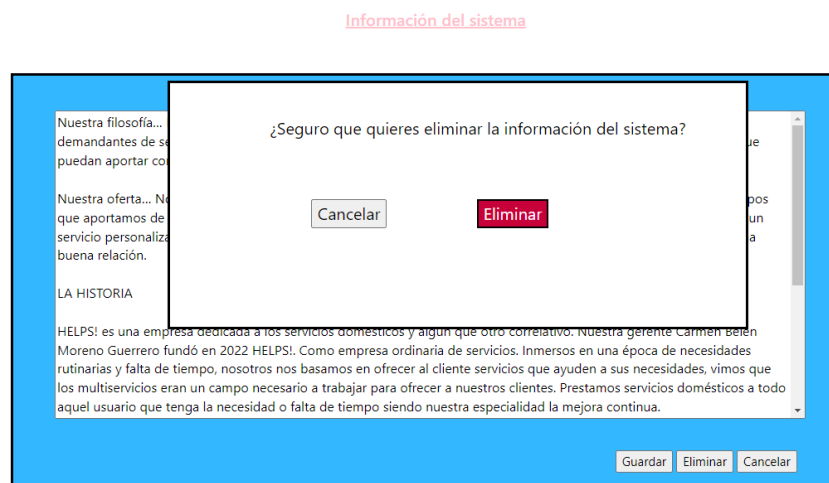 Información del sistema
¿Seguro que quieres eliminar la información del sistema?
Cancelar Eliminar
Nuestra filosofía...
demandantes de ue
puedan aportar
Nuestra oferta... pos
que aportamos de un
servicio a
buena relación.
LA HISTORIA
HELPS! es una empresa dedicada a los servicios domésticos y algún que otro correlativo. Nuestra gerente Carmen Belén
Moreno Guerrero fundó en 2022 HELPS!. Como empresa ordinaria de servicios. Inmersos en una época de necesidades
rutinarias y falta de tiempo, nosotros nos basamos en ofrecer al cliente servicios que ayuden a sus necesidades, vimos que
los multiservicios eran un campo necesario a trabajar para ofrecer a nuestros clientes. Prestamos servicios domésticos a todo
aquel usuario que tenga la necesidad o falta de tiempo siendo nuestra especialidad la mejora continua.
Guardar Eliminar Cancelar